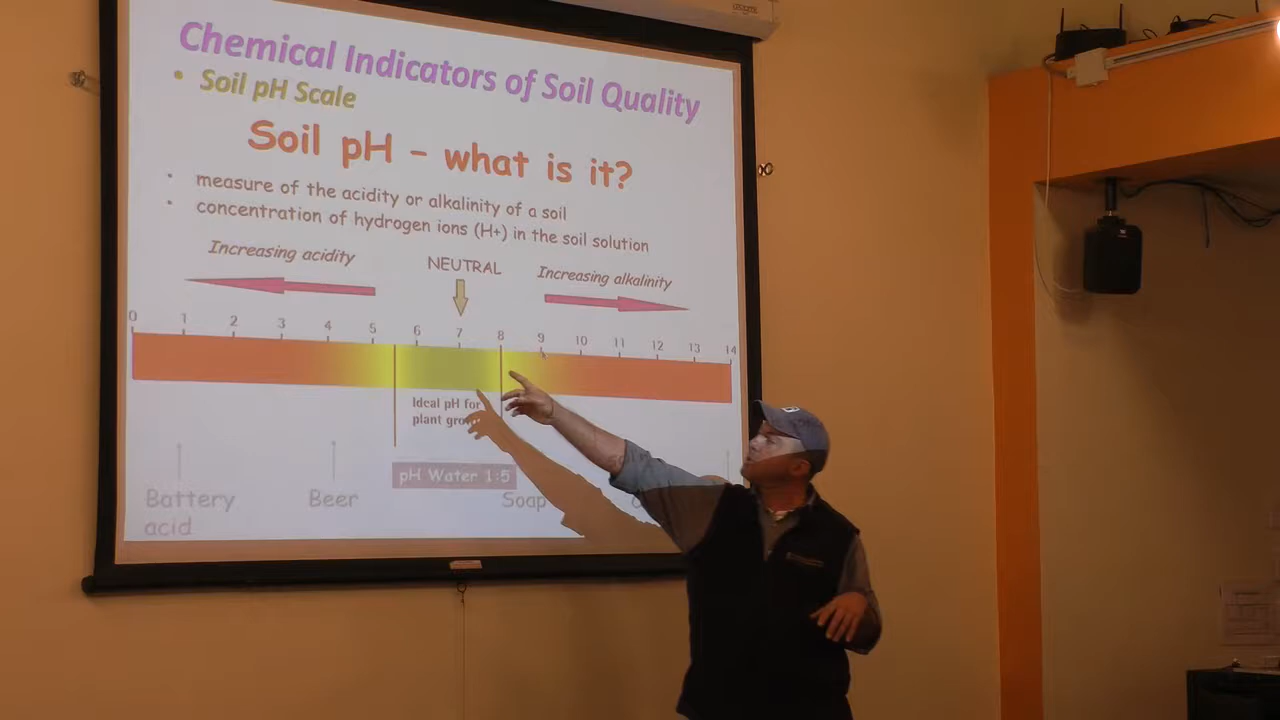 Chemical Indicators of Soil Quality
• Soil pH Scale
Soil pH – what is it?
• measure of the acidity or alkalinity of a soil
• concentration of hydrogen ions (H+) in the soil solution
Increasing acidity
NEUTRAL
Increasing alkalinity
0 1 2 3 4 5 6 7 8 9 10 11 12 13 14
Ideal pH for
plant
pH Water 1:5
Battery
acid
Beer
Soap